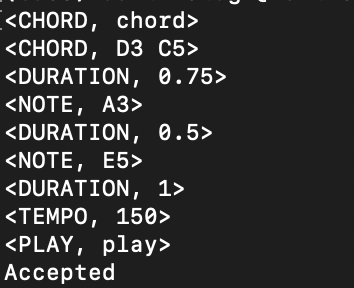 <CHORD, chord>
<CHORD, D3 C5>
<DURATION, 0.75>
<NOTE, A3>
<DURATION, 0.5>
<NOTE, E5>
<DURATION, 1>
<TEMPO, 150>
<PLAY, play>
Accepted